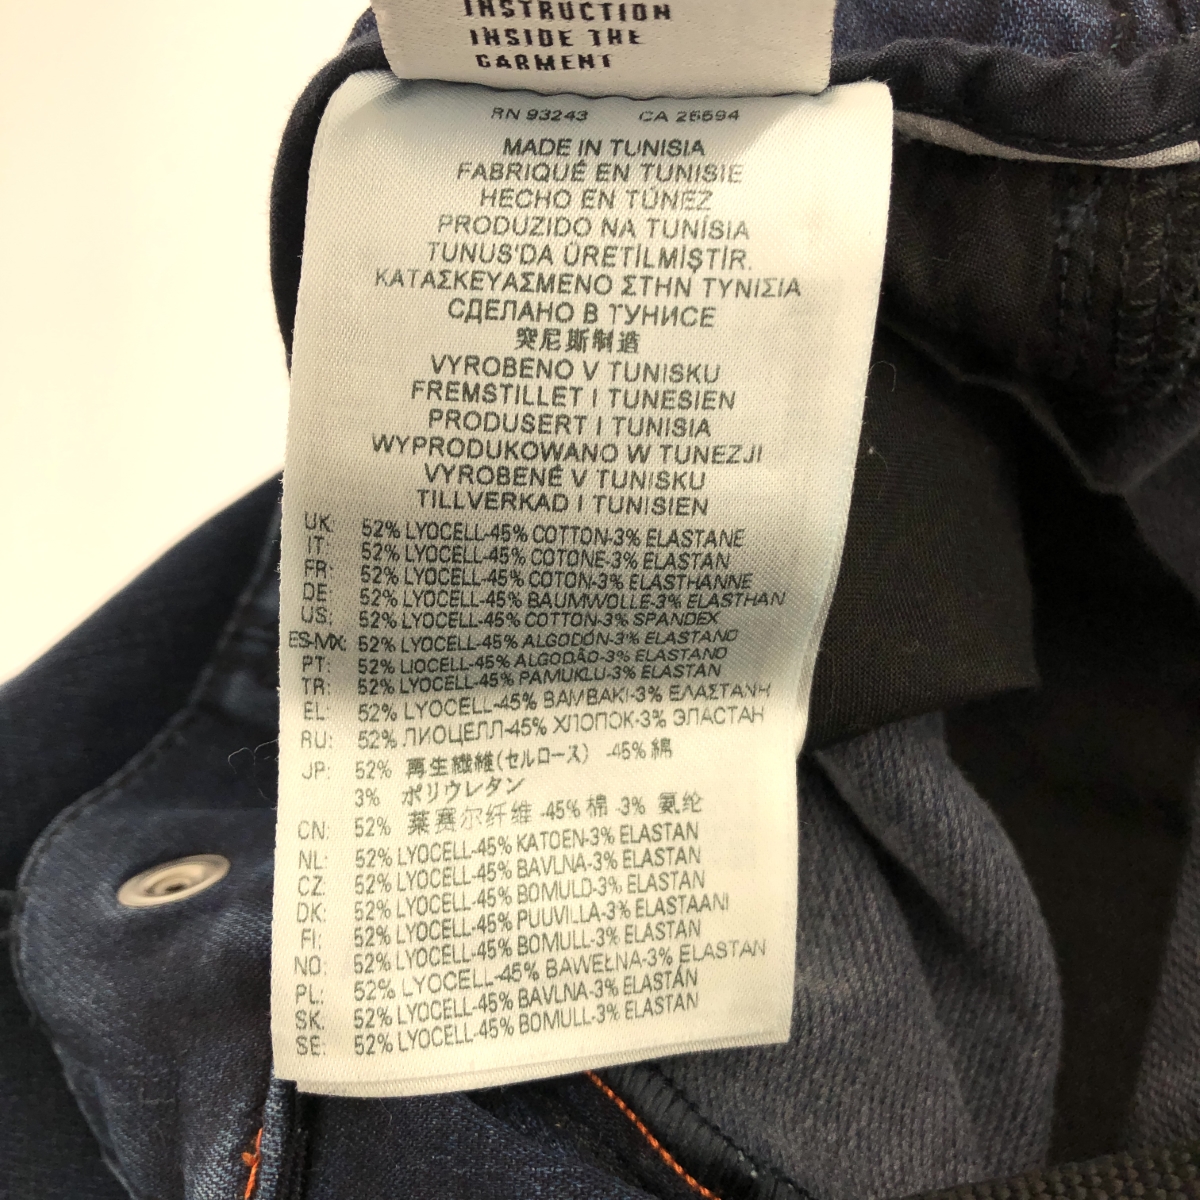 INSTRUCTION
INSIDE THE
GARMENT
RN 93243 CA 25594
MADE IN TUNISIA
FABRIQUÉ EN TUNISIE
HECHO EN TÚNEZ
PRODUZIDO NA TUNÍSIA
TUNUS'DA ÜRETİLMİŞTİR.
ΚΑΤΑΣΚΕΥΑΣΜΕΝΟ ΣΤΗΝ ΤΥΝΙΣΙΑ
СДЕЛАНО В ТУНИСЕ
突尼斯制造
VYROBENO V TUNISKU
FREMSTILLET I TUNESIEN
PRODUSERT I TUNISIA
WYPRODUKOWANO W TUNEZJI
VYROBENÉ V TUNISKU
TILLVERKAD I TUNISIEN
UK: 52% LYOCELL-45% COTTON-3% ELASTANE
IT: 52% LYOCELL-45% COTONE-3% ELASTAN
FR: 52% LYOCELL-45% COTON-3% ELASTHANNE
DE: 52% LYOCELL-45% BAUMWOLLE-3% ELASTHAN
US: 52% LYOCELL-45% COTTON-3% SPANDEX
ES-MX: 52% LYOCELL-45% ALGODÓN-3% ELASTANO
PT: 52% LIOCELL-45% ALGODÃO-3% ELASTANO
TR: 52% LYOCELL-45% PAMUKLU-3% ELASTAN
EL: 52% LYOCELL-45% ΒΑΜΒΑΚΙ-3% ΕΛΑΣΤΑΝΗ
RU: 52% ЛИОЦЕЛЛ-45% ХЛОПОК-3% ЭЛАСТАН
JP: 52% 再生繊維(セルロース) -45% 綿
3% ポリウレタン
CN: 52% 莱赛尔纤维 -45% 棉 -3% 氨纶
NL: 52% LYOCELL-45% KATOEN-3% ELASTAN
CZ: 52% LYOCELL-45% BAVLNA-3% ELASTAN
DK: 52% LYOCELL-45% BOMULD-3% ELASTAN
FI: 52% LYOCELL-45% PUUVILLA-3% ELASTAANI
NO: 52% LYOCELL-45% BOMULL-3% ELASTAN
PL: 52% LYOCELL-45% BAWEŁNA-3% ELASTAN
SK: 52% LYOCELL-45% BAVLNA-3% ELASTÁN
SE: 52% LYOCELL-45% BOMULL-3% ELASTAN